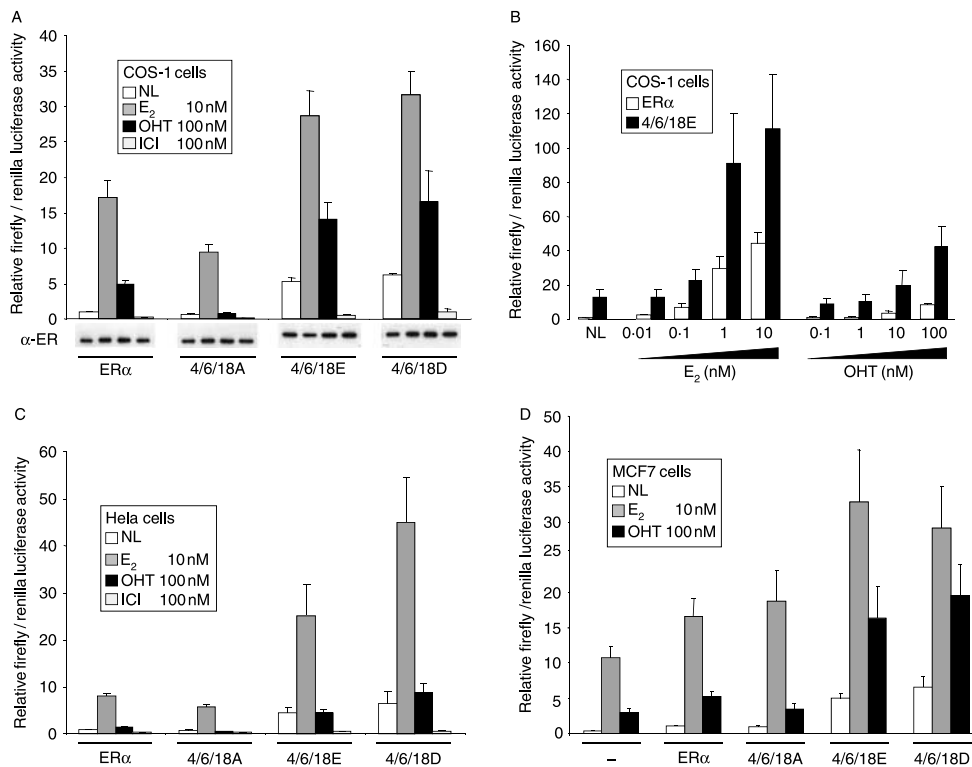 A
Relative firefly / renilla luciferase activity
40
35
30
25
20
15
10
5
0
COS-1 cells
NL
E₂ 10 nM
OHT 100 nM
ICI 100 nM
α-ER
ERα 4/6/18A 4/6/18E 4/6/18D
B
Relative firefly / renilla luciferase activity
160
140
120
100
80
60
40
20
0
COS-1 cells
ERα
4/6/18E
NL 0·01 0·1 1 10 0·1 1 10 100
E₂ (nM) OHT (nM)
C
Relative firefly / renilla luciferase activity
60
50
40
30
20
10
0
Hela cells
NL
E₂ 10 nM
OHT 100 nM
ICI 100 nM
ERα 4/6/18A 4/6/18E 4/6/18D
D
Relative firefly /renilla luciferase activity
50
45
40
35
30
25
20
15
10
5
0
MCF7 cells
NL
E₂ 10 nM
OHT 100 nM
– ERα 4/6/18A 4/6/18E 4/6/18D